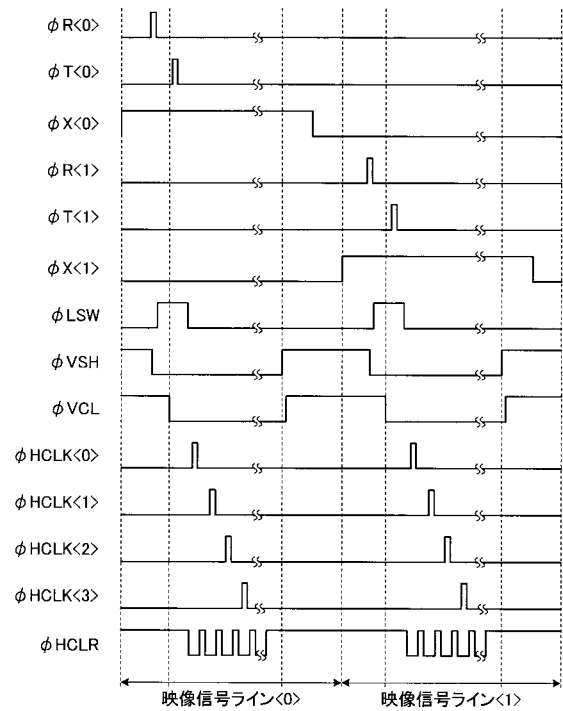 φR<0>
φT<0>
φX<0>
φR<1>
φT<1>
φX<1>
φLSW
φVSH
φVCL
φHCLK<0>
φHCLK<1>
φHCLK<2>
φHCLK<3>
φHCLR
映像信号ライン<0> 映像信号ライン<1>